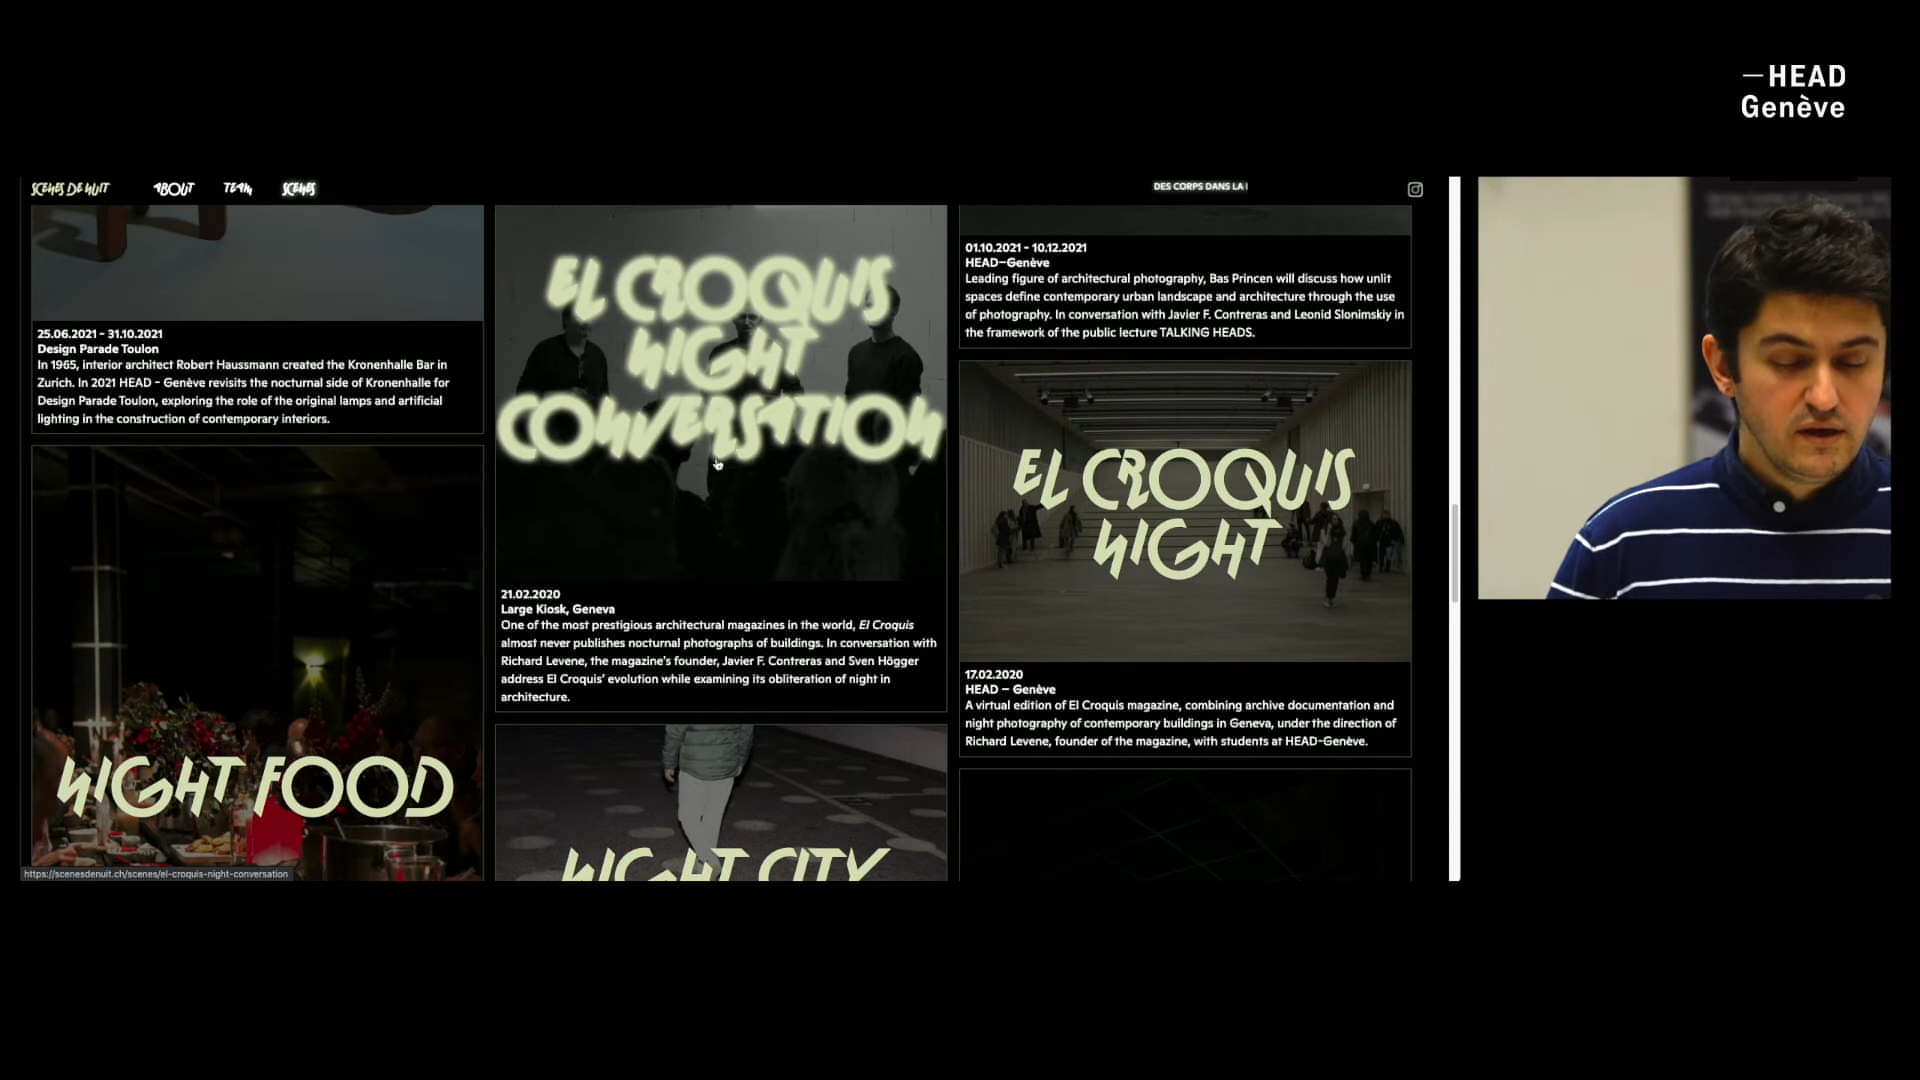 —HEAD
Genève
SCENES DE NUIT
ABOUT
TEAM
SCENES
DES CORPS DANS LA
25.06.2021 - 31.10.2021
Design Parade Toulon
In 1965, interior architect Robert Haussmann created the Kronenhalle Bar in
Zurich. In 2021 HEAD - Genève revisits the nocturnal side of Kronenhalle for
Design Parade Toulon, exploring the role of the original lamps and artificial
lighting in the construction of contemporary interiors.
NIGHT FOOD
https://scenesdenuit.ch/scenes/el-croquis-night-conversation
EL CROQUIS
NIGHT
CONVERSATION
21.02.2020
Large Kiosk, Geneva
One of the most prestigious architectural magazines in the world, El Croquis
almost never publishes nocturnal photographs of buildings. In conversation with
Richard Levene, the magazine's founder, Javier F. Contreras and Sven Högger
address El Croquis' evolution while examining its obliteration of night in
architecture.
NIGHT CITY
01.10.2021 - 10.12.2021
HEAD–Genève
Leading figure of architectural photography, Bas Princen will discuss how unlit
spaces define contemporary urban landscape and architecture through the use
of photography. In conversation with Javier F. Contreras and Leonid Slonimskiy in
the framework of the public lecture TALKING HEADS.
EL CROQUIS
NIGHT
17.02.2020
HEAD – Genève
A virtual edition of El Croquis magazine, combining archive documentation and
night photography of contemporary buildings in Geneva, under the direction of
Richard Levene, founder of the magazine, with students at HEAD-Genève.